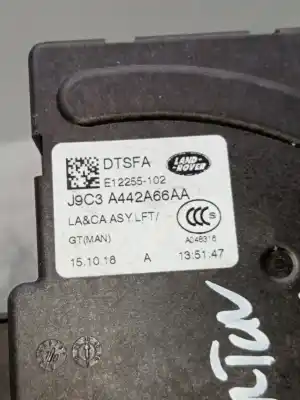 DTSFA
LAND-
ROVER
E12255-102
J9C3 A442A66AA
LA&CA ASY.LFT/
GT(MAN)
A048316
15.10.18 A 13:51:47